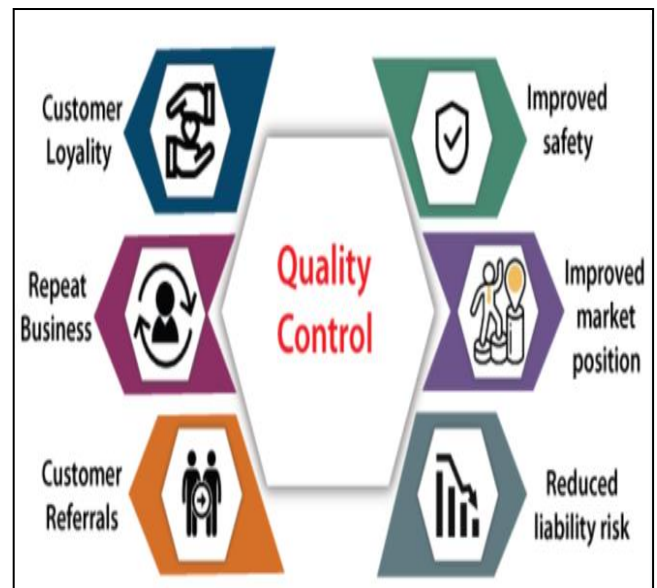 Customer
Loyality
Repeat
Business
Customer
Referrals
Quality
Control
Improved
safety
Improved
market
position
Reduced
liability risk